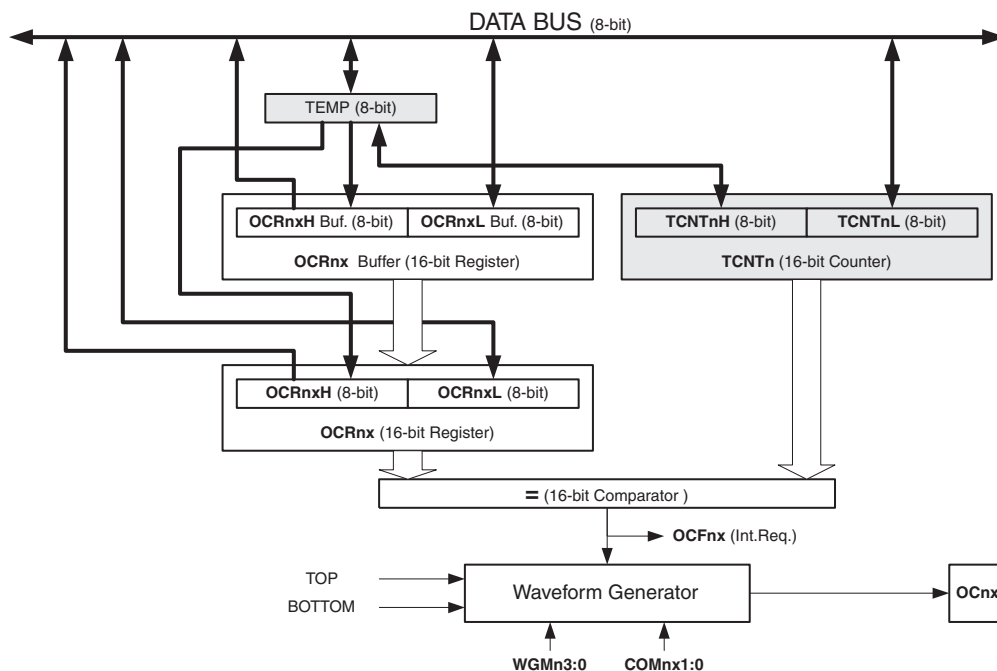 DATA BUS (8-bit)
TEMP (8-bit)
OCRnxH Buf. (8-bit) OCRnxL Buf. (8-bit)
OCRnx Buffer (16-bit Register)
TCNTnH (8-bit) TCNTnL (8-bit)
TCNTn (16-bit Counter)
OCRnxH (8-bit) OCRnxL (8-bit)
OCRnx (16-bit Register)
= (16-bit Comparator )
OCFnx (Int.Req.)
TOP
BOTTOM
Waveform Generator
OCnx
WGMn3:0 COMnx1:0